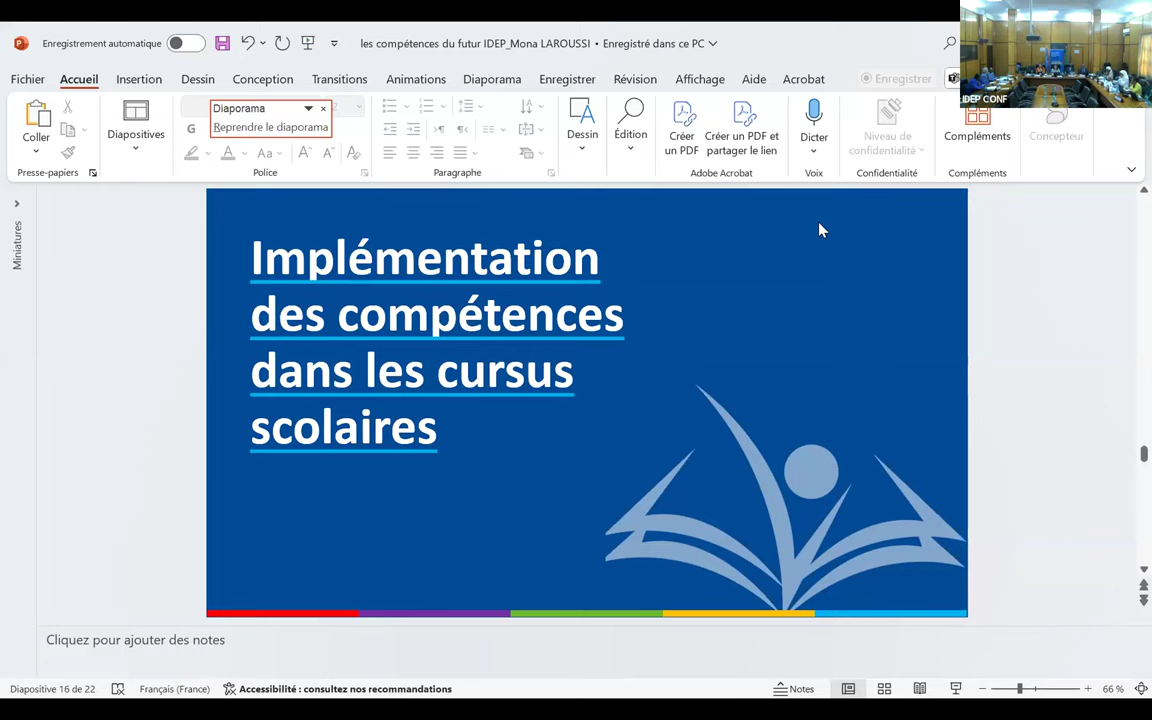 Enregistrement automatique
les compétences du futur IDEP_Mona LAROUSSI • Enregistré dans ce PC
Fichier Accueil Insertion Dessin Conception Transitions Animations Diaporama Enregistrer Révision Affichage Aide Acrobat Enregistrer
IDEP CONF
Diaporama
Reprendre le diaporama
G
Aa
Coller
Diapositives
Dessin
Édition
Créer un PDF
Créer un PDF et partager le lien
Dicter
Niveau de confidentialité
Compléments
Concepteur
Presse-papiers Police Paragraphe Adobe Acrobat Voix Confidentialité Compléments
Miniatures
Implémentation
des compétences
dans les cursus
scolaires
Cliquez pour ajouter des notes
Diapositive 16 de 22 Français (France) Accessibilité : consultez nos recommandations Notes 66 %